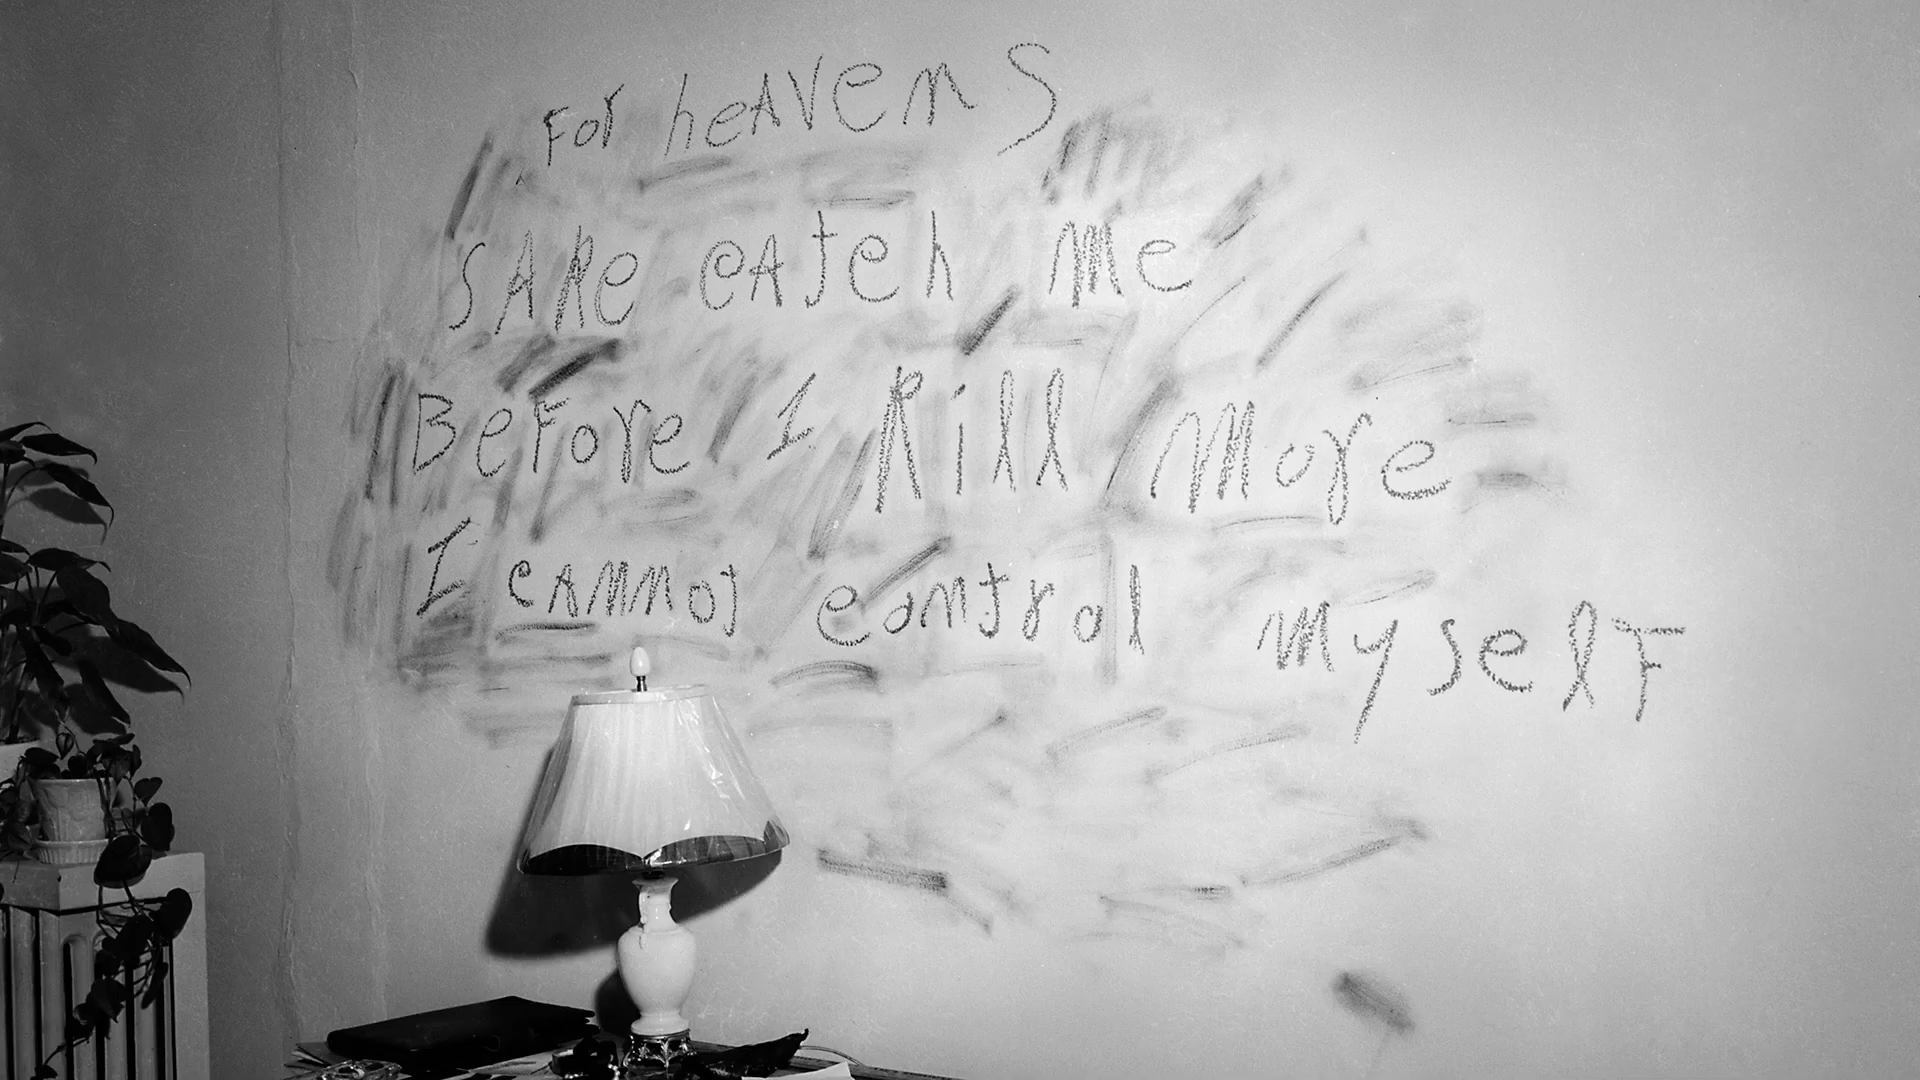 For heAvens
SAKe cAtch Me
BeFore I Kill More
I cannot control myselF